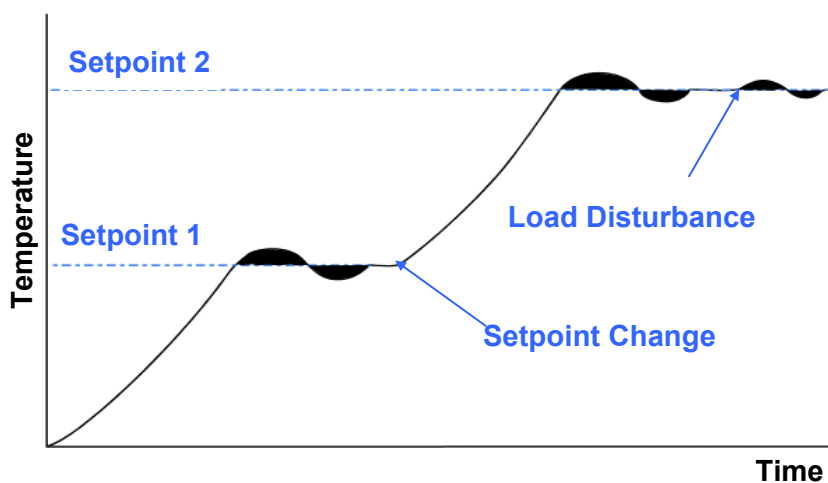 Setpoint 2
Temperature
Setpoint 1
Load Disturbance
Setpoint Change
Time